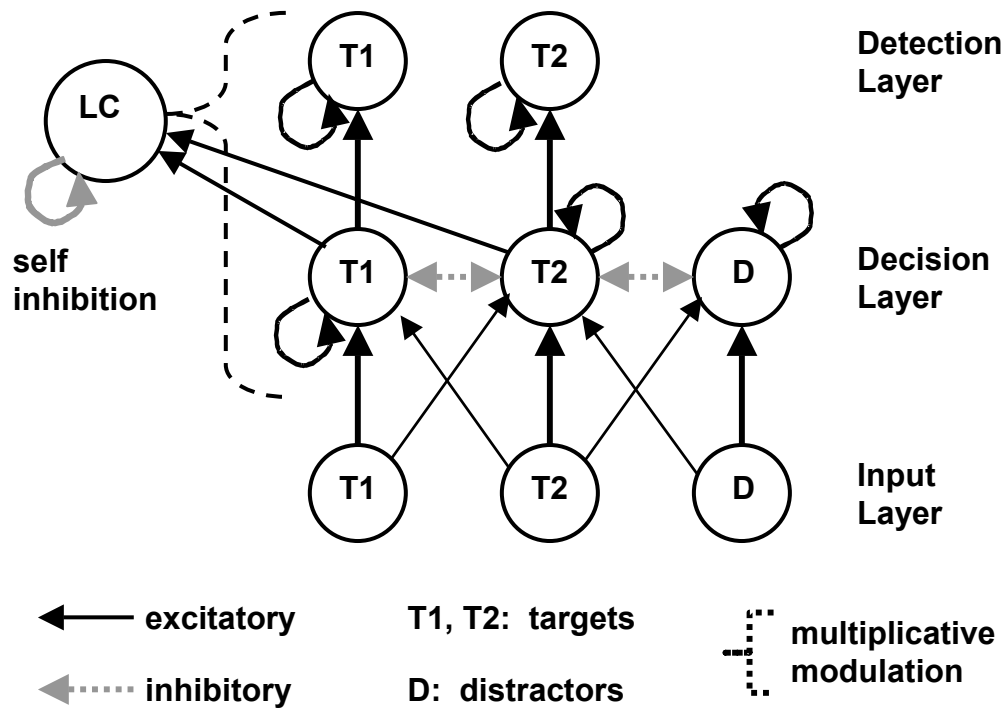 T1
T2
Detection
Layer
LC
self
inhibition
T1
T2
D
Decision
Layer
T1
T2
D
Input
Layer
excitatory
T1, T2: targets
multiplicative
modulation
inhibitory
D: distractors